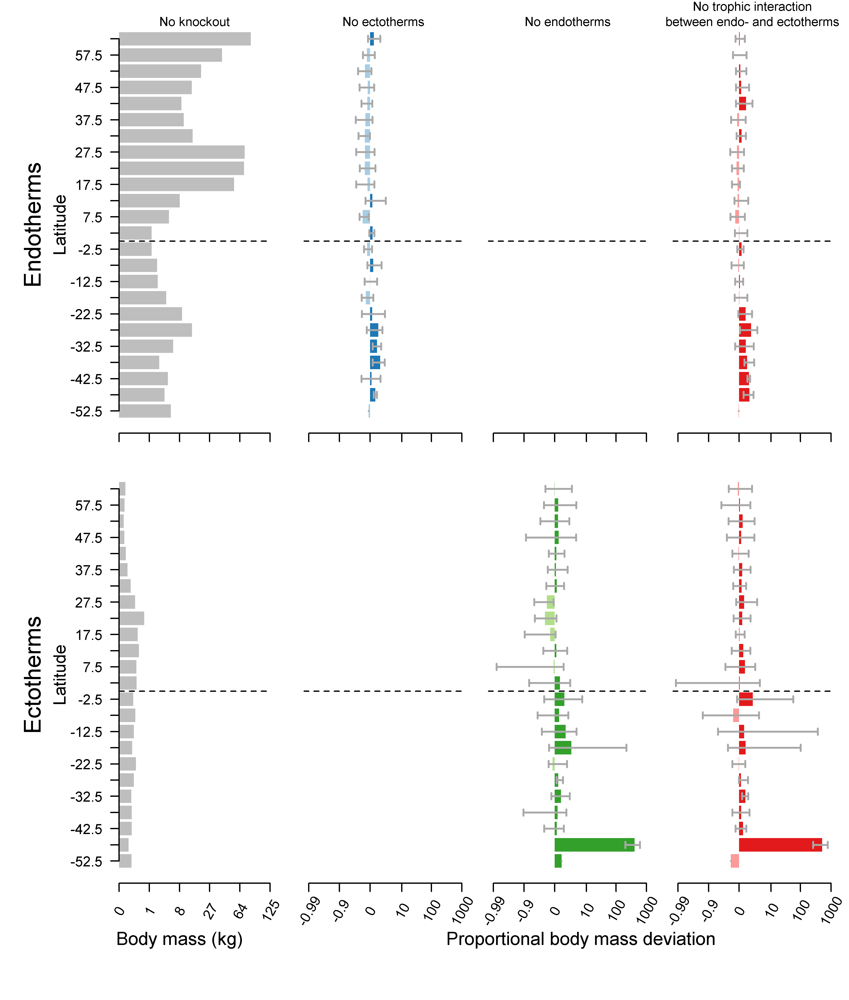 No knockout
No ectotherms
No endotherms
No trophic interaction
between endo- and ectotherms
Endotherms
Latitude
57.5
47.5
37.5
27.5
17.5
7.5
-2.5
-12.5
-22.5
-32.5
-42.5
-52.5
Ectotherms
Latitude
57.5
47.5
37.5
27.5
17.5
7.5
-2.5
-12.5
-22.5
-32.5
-42.5
-52.5
0 1 8 27 64 125
-0.99 -0.9 0 10 100 1000
-0.99 -0.9 0 10 100 1000
-0.99 -0.9 0 10 100 1000
Body mass (kg)
Proportional body mass deviation